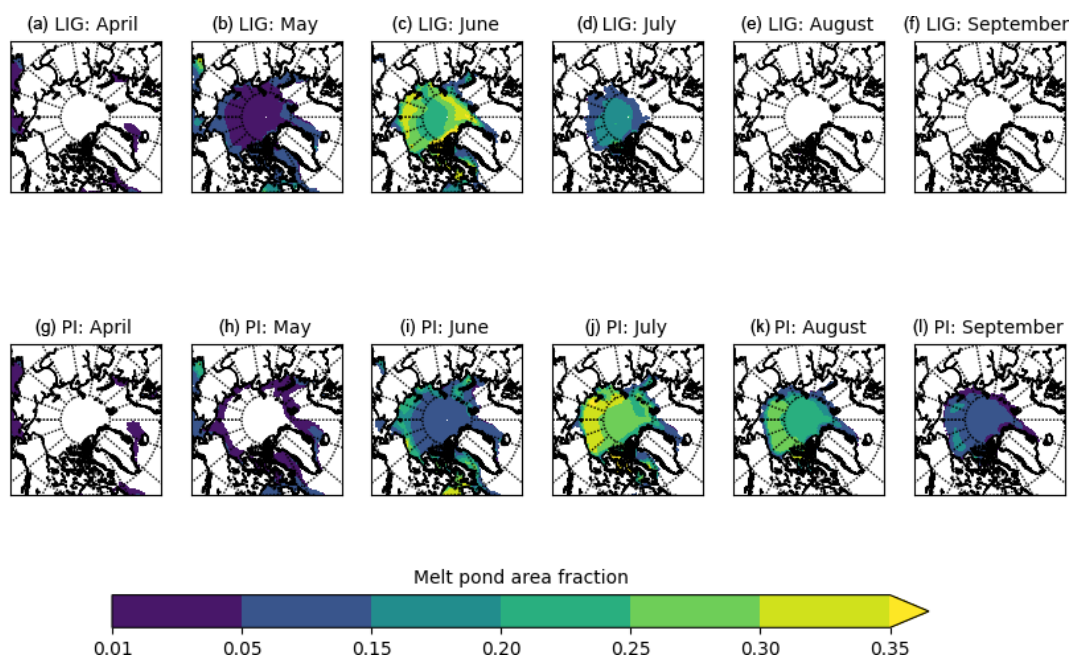 (a) LIG: April
(b) LIG: May
(c) LIG: June
(d) LIG: July
(e) LIG: August
(f) LIG: September
(g) PI: April
(h) PI: May
(i) PI: June
(j) PI: July
(k) PI: August
(l) PI: September
Melt pond area fraction
0.01 0.05 0.15 0.20 0.25 0.30 0.35